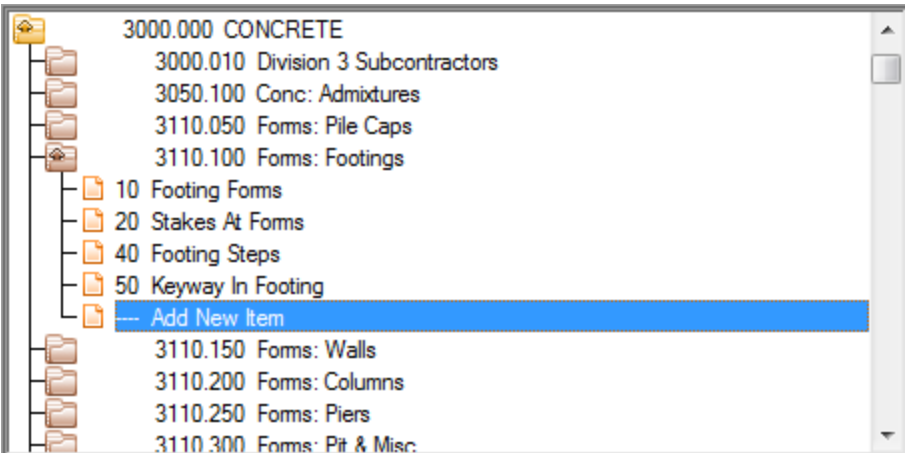 3000.000 CONCRETE
3000.010 Division 3 Subcontractors
3050.100 Conc: Admixtures
3110.050 Forms: Pile Caps
3110.100 Forms: Footings
10 Footing Forms
20 Stakes At Forms
40 Footing Steps
50 Keyway In Footing
---- Add New Item
3110.150 Forms: Walls
3110.200 Forms: Columns
3110.250 Forms: Piers
3110.300 Forms: Pit & Misc